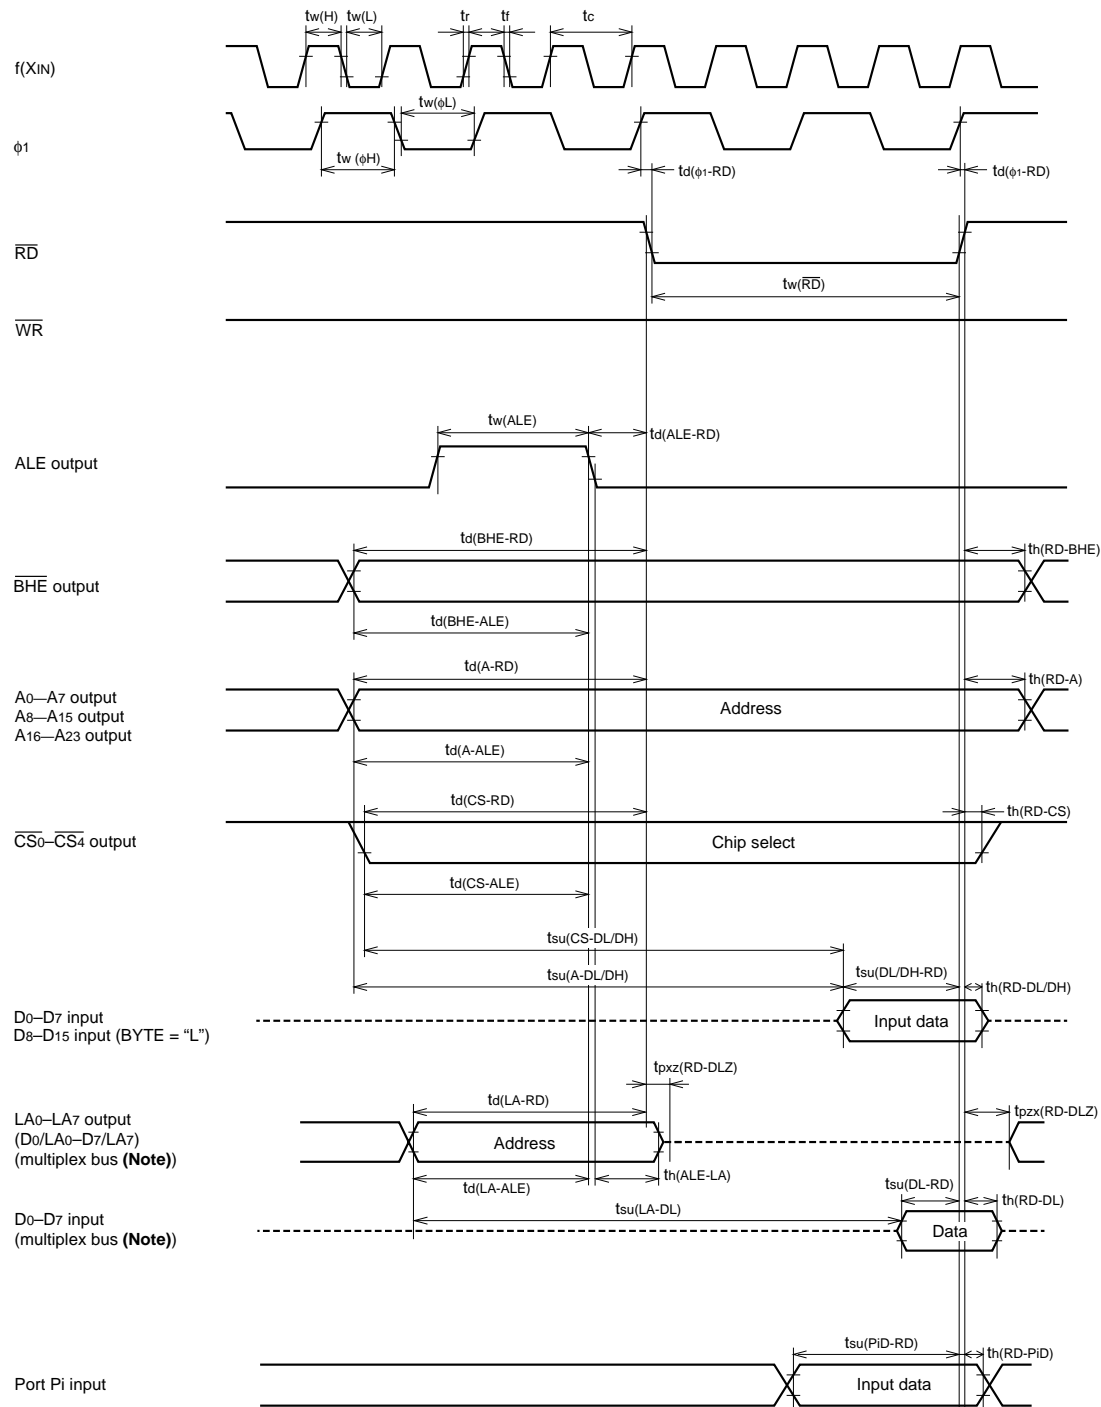 tw(H) tw(L) tr tf tc
f(XIN)
tw(ϕL)
ϕ1
tw (ϕH)
td(ϕ1-RD) td(ϕ1-RD)
RD
tw(RD)
WR
tw(ALE)
td(ALE-RD)
ALE output
td(BHE-RD)
th(RD-BHE)
BHE output
td(BHE-ALE)
td(A-RD)
th(RD-A)
A0—A7 output
A8—A15 output
A16—A23 output
Address
td(A-ALE)
td(CS-RD)
th(RD-CS)
CS0–CS4 output
Chip select
td(CS-ALE)
tsu(CS-DL/DH)
tsu(A-DL/DH)
tsu(DL/DH-RD)
th(RD-DL/DH)
D0–D7 input
D8–D15 input (BYTE = “L”)
Input data
tpxz(RD-DLZ)
td(LA-RD)
tpzx(RD-DLZ)
LA0–LA7 output
(D0/LA0–D7/LA7)
(multiplex bus (Note))
Address
th(ALE-LA)
td(LA-ALE)
tsu(DL-RD)
th(RD-DL)
tsu(LA-DL)
D0–D7 input
(multiplex bus (Note))
Data
tsu(PiD-RD)
th(RD-PiD)
Port Pi input
Input data